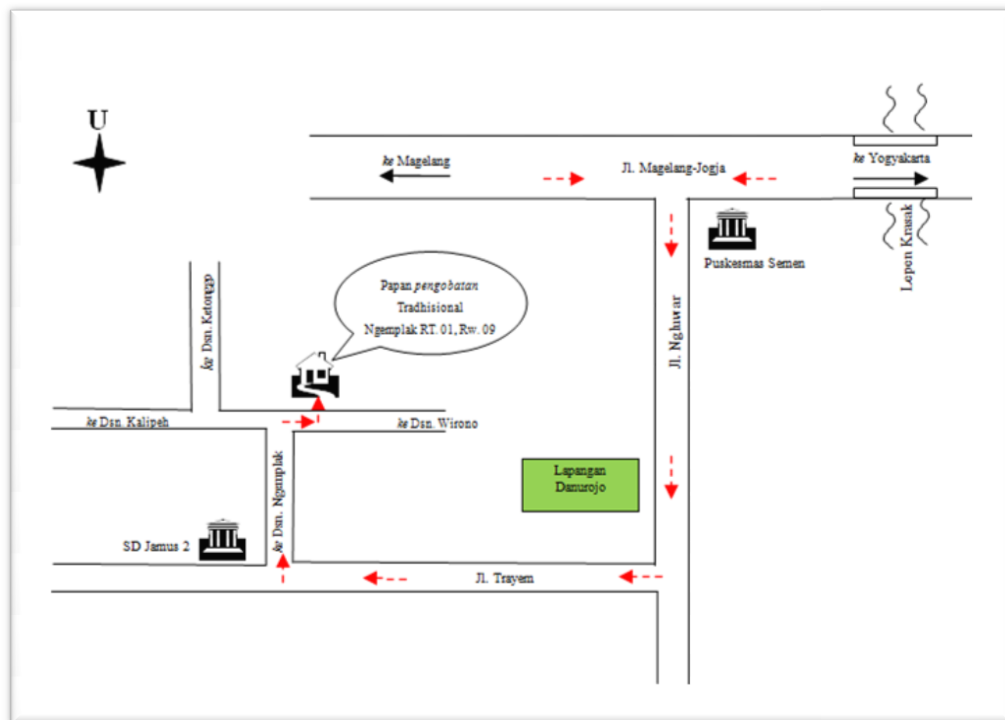 U
ke Magelang
Jl. Magelang-Jogja
ke Yogyakarta
Puskesmas Semen
Lepen Krasak
Papan pengobatan
Tradhisional
Ngemplak RT. 01, Rw. 09
Jl. Ngluwar
ke Dsn. Ketonggo
ke Dsn. Kalipeh
ke Dsn. Wirono
Lapangan
Danurojo
ke Dsn. Ngemplak
SD Jamus 2
Jl. Trayem